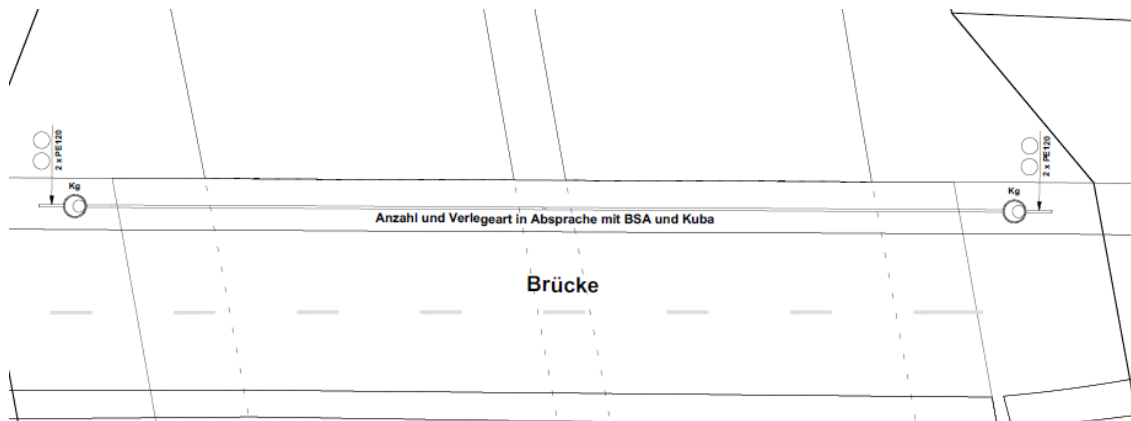 2 x PE120
2 x PE120
Kg
Kg
Anzahl und Verlegeart in Absprache mit BSA und Kuba
Brücke